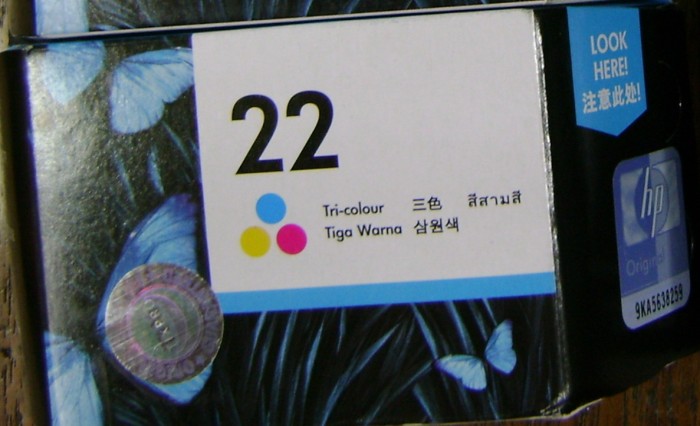 LOOK
HERE!
注意此处!
22
Tri-colour 三色 สีสามสี
Tiga Warna 삼원색
hp
Original
9KA5638259